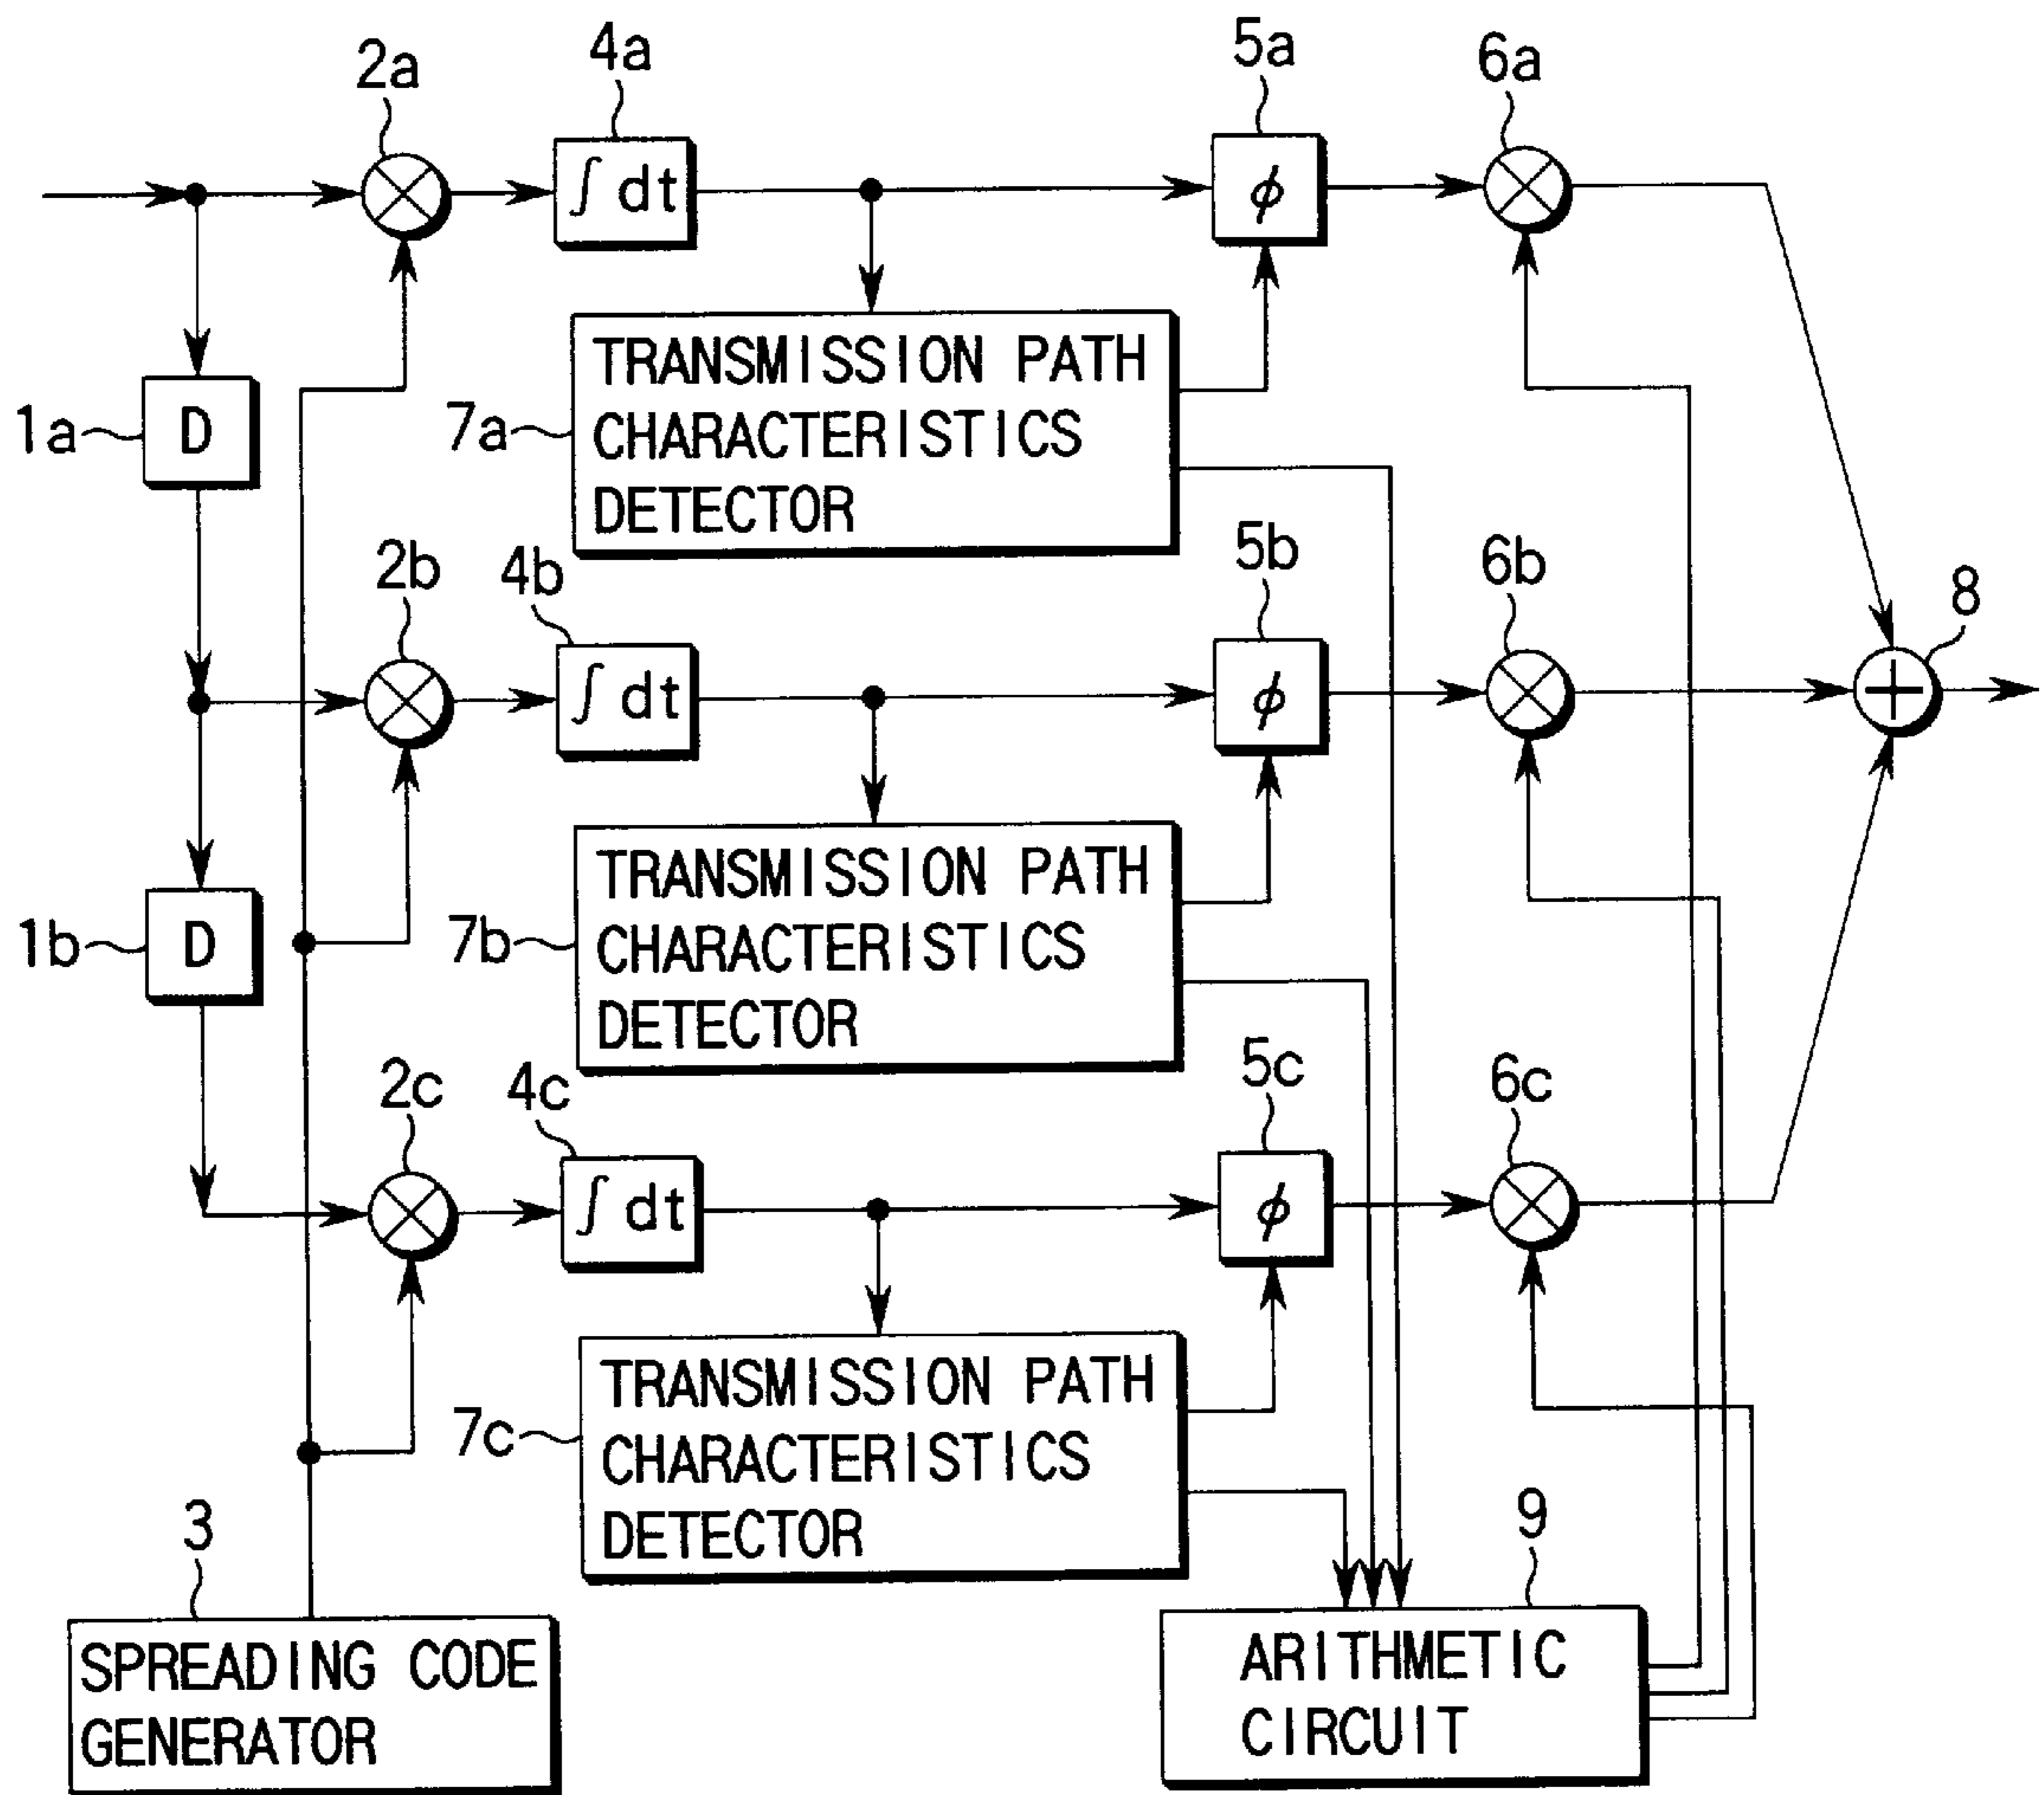 2a
4a
5a
6a
∫ dt
ϕ
1a
D
7a
TRANSMISSION PATH
CHARACTERISTICS
DETECTOR
2b
4b
5b
6b
8
∫ dt
ϕ
1b
D
7b
TRANSMISSION PATH
CHARACTERISTICS
DETECTOR
2c
4c
5c
6c
∫ dt
ϕ
7c
TRANSMISSION PATH
CHARACTERISTICS
DETECTOR
3
9
SPREADING CODE
GENERATOR
ARITHMETIC
CIRCUIT